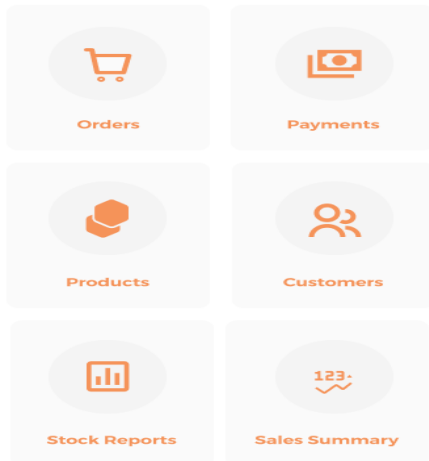 Orders
Payments
Products
Customers
123-
Stock Reports
Sales Summary